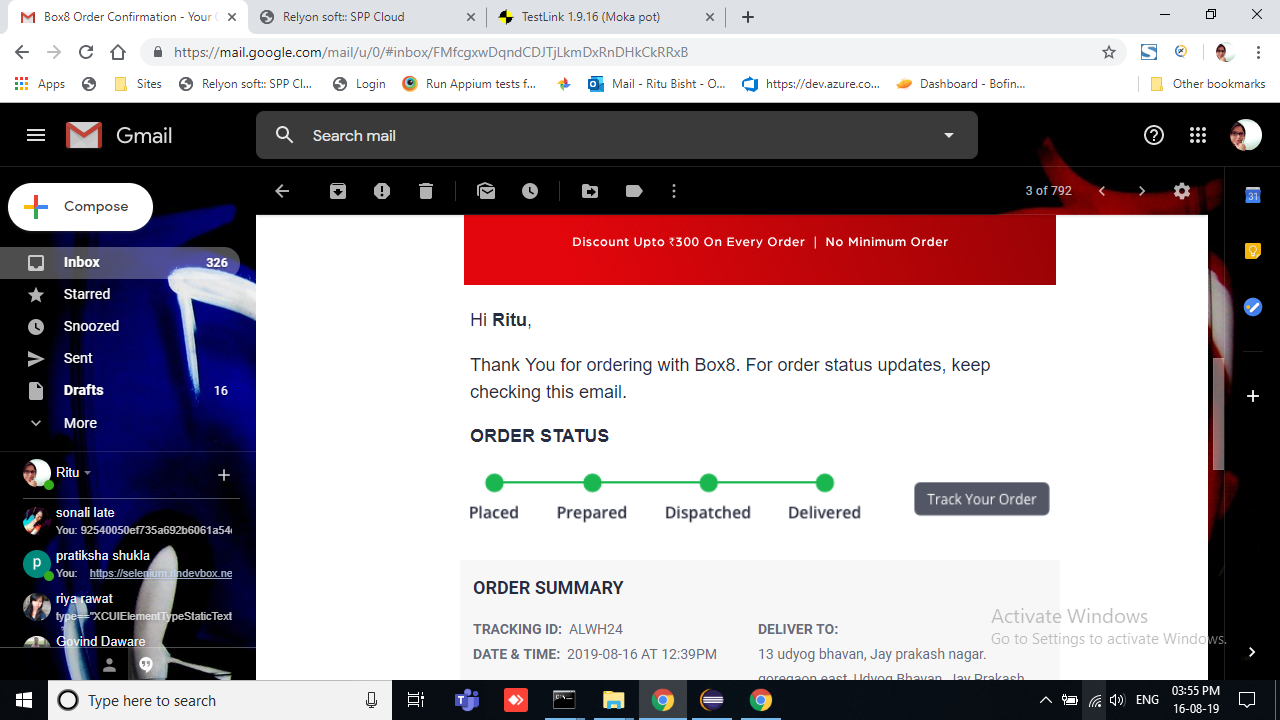 Box8 Order Confirmation - Your
Relyon soft:: SPP Cloud
TestLink 1.9.16 (Moka pot)
https://mail.google.com/mail/u/0/#inbox/FMfcgxwDqndCDJTjLkmDxRnDHkCkRRxB
Apps
Sites
Relyon soft:: SPP Cl...
Login
Run Appium tests f...
Mail - Ritu Bisht - O...
https://dev.azure.co...
Dashboard - Bofin...
Other bookmarks
Gmail
Search mail
Compose
3 of 792
31
Inbox 326
Starred
Snoozed
Sent
Drafts 16
More
Ritu
sonali late
You: 92540050ef735a692b6061a54
p
pratiksha shukla
You: https://selenium.
riya rawat
type=="XCUIElementTypeStaticText
Govind Daware
Discount Upto ₹300 On Every Order | No Minimum Order
Hi Ritu,
Thank You for ordering with Box8. For order status updates, keep
checking this email.
ORDER STATUS
Placed Prepared Dispatched Delivered
Track Your Order
ORDER SUMMARY
TRACKING ID: ALWH24
DATE & TIME: 2019-08-16 AT 12:39PM
DELIVER TO:
13 udyog bhavan, Jay prakash nagar.
goregaon east, Udyog Bhavan, Jay Prakash
Activate Windows
Go to Settings to activate Windows.
Type here to search
ENG
03:55 PM
16-08-19